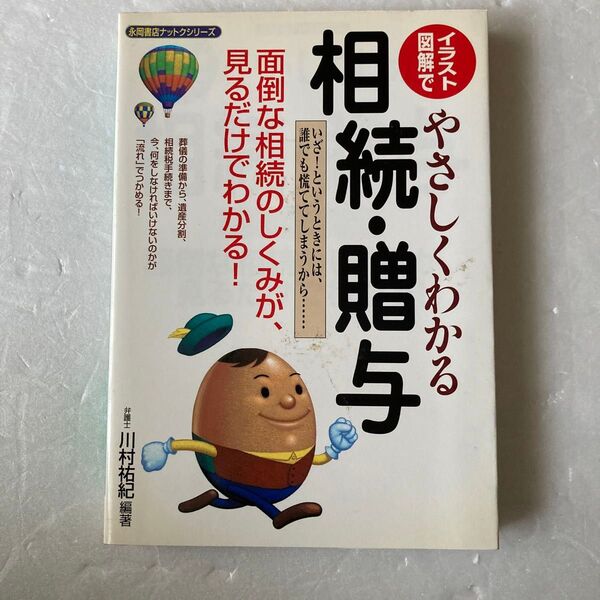 永岡書店ナットクシリーズ
イラスト
図解で
やさしくわかる
相続・贈与
いざ!というときには、
誰でも慌ててしまうから……
面倒な相続のしくみが、
見るだけでわかる!
葬儀の準備から、遺産分割、
相続税手続きまで、
今、何をしなければいけないのかが
「流れ」でつかめる!
弁護士 川村祐紀 編著